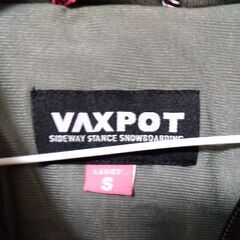 VAXPOT
SIDEWAY STANCE SNOWBOARDING
LADIES'
S